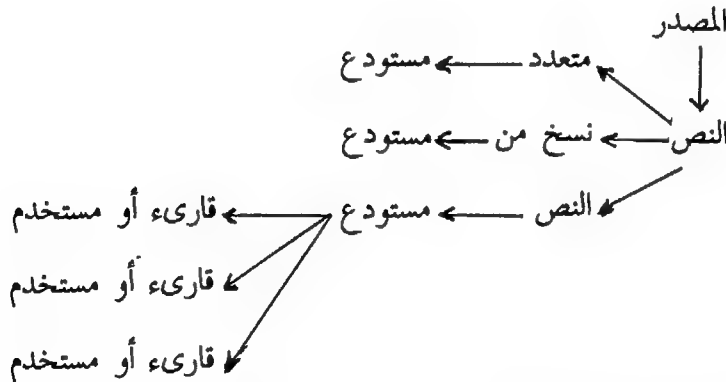 المصدر
متعدد مستودع
النص نسخ من مستودع
النص مستودع قارىء أو مستخدم
قارىء أو مستخدم
قارىء أو مستخدم